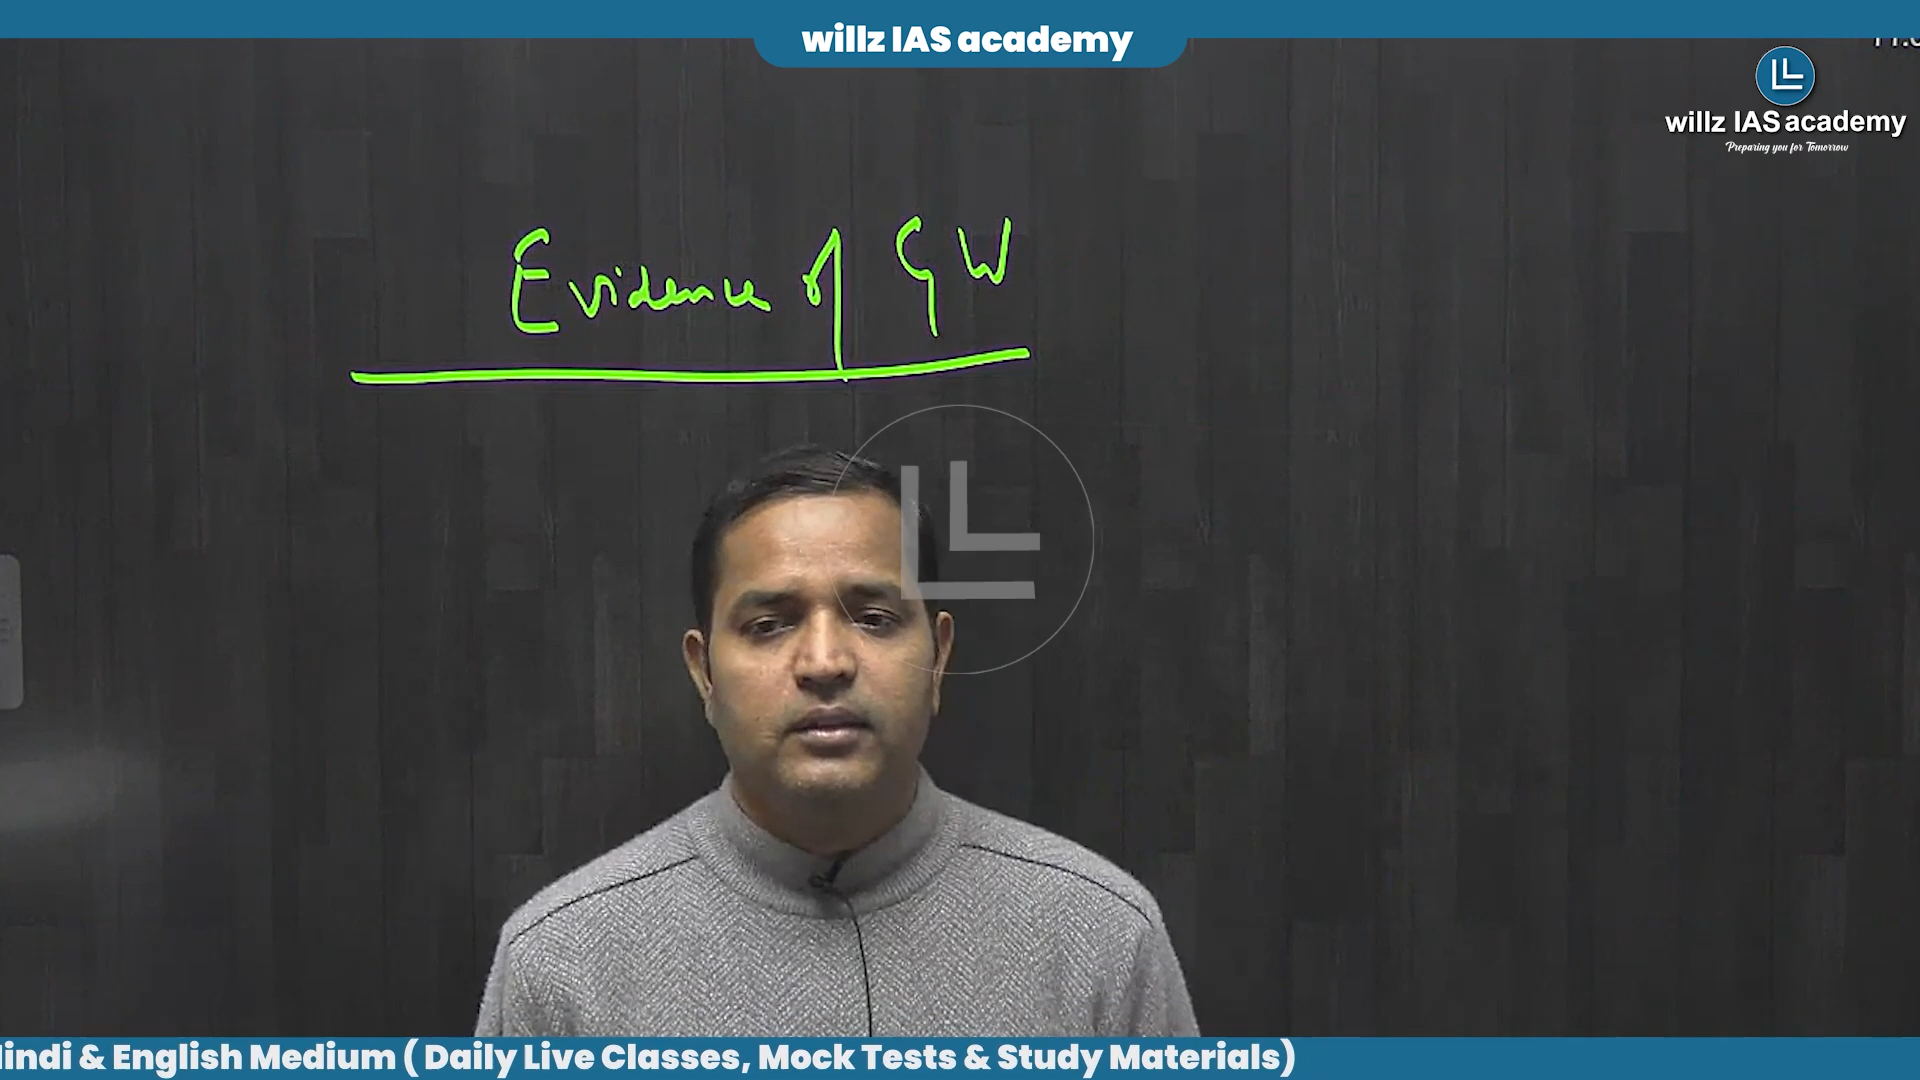 willz IAS academy
willz IAS academy
Preparing you for Tomorrow
Evidence of GW
indi & English Medium ( Daily Live Classes, Mock Tests & Study Materials)